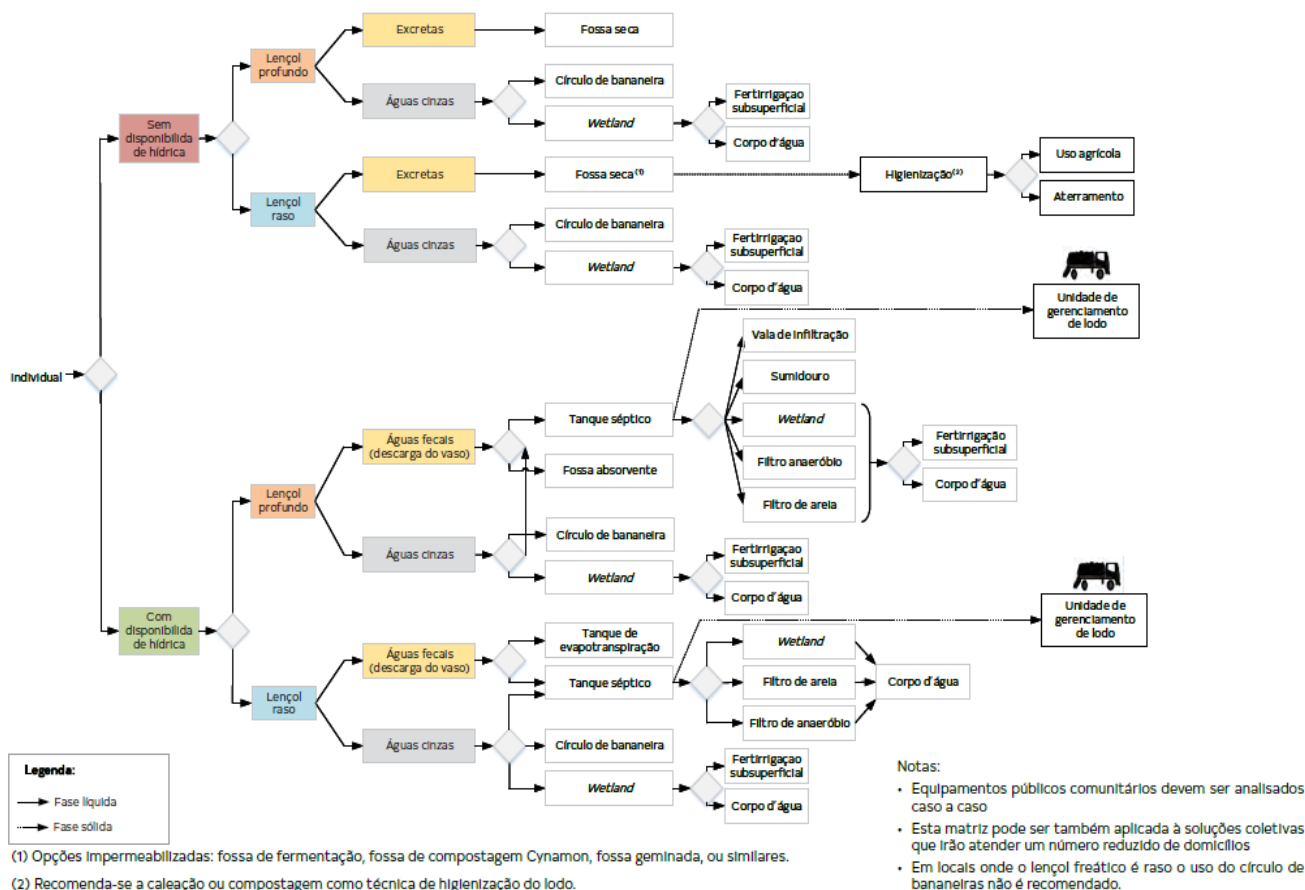 Excretas
Fossa seca
Lençol
profundo
Águas cinzas
Círculo de bananeira
Wetland
Fertirrigação
subsuperficial
Corpo d'água
Sem
disponibilida
de hídrica
Excretas
Fossa seca(1)
Higienização(2)
Uso agrícola
Aterramento
Lençol
raso
Águas cinzas
Círculo de bananeira
Wetland
Fertirrigaçao
subsuperficial
Corpo d'água
Unidade de
gerenciamento
de lodo
Individual
Vala de infiltração
Sumidouro
Wetland
Filtro anaeróbio
Filtro de areia
Fertirrigação
subsuperficial
Corpo d'água
Águas fecais
(descarga do vaso)
Tanque séptico
Fossa absorvente
Lençol
profundo
Águas cinzas
Círculo de bananeira
Wetland
Fertirrigaçao
subsuperficial
Corpo d'água
Unidade de
gerenciamento
de lodo
Com
disponibilida
de hídrica
Águas fecais
(descarga do vaso)
Tanque de
evapotranspiração
Tanque séptico
Wetland
Filtro de areia
Filtro de anaeróbio
Corpo d'água
Lençol
raso
Águas cinzas
Círculo de bananeira
Wetland
Fertirrigaçao
subsuperficial
Corpo d'água
Legenda:
Fase líquida
Fase sólida
(1) Opções impermeabilizadas: fossa de fermentação, fossa de compostagem Cynamon, fossa geminada, ou similares.
(2) Recomenda-se a caleação ou compostagem como técnica de higienização do lodo.
Notas:
• Equipamentos públicos comunitários devem ser analisados
caso a caso
• Esta matriz pode ser também aplicada à soluções coletivas
que irão atender um número reduzido de domicílios
• Em locais onde o lençol freático é raso o uso do círculo de
bananeiras não é recomendado.